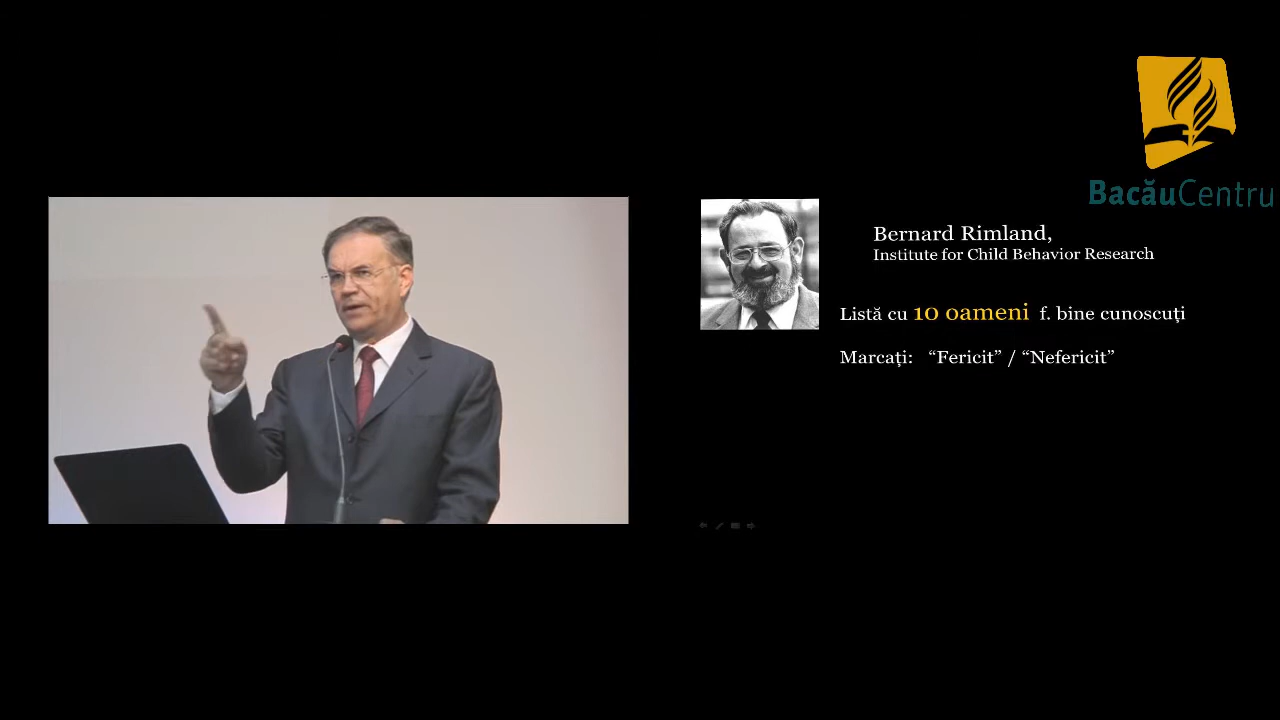 BacăuCentru
Bernard Rimland,
Institute for Child Behavior Research
Listă cu 10 oameni f. bine cunoscuți
Marcați: “Fericit” / “Nefericit”